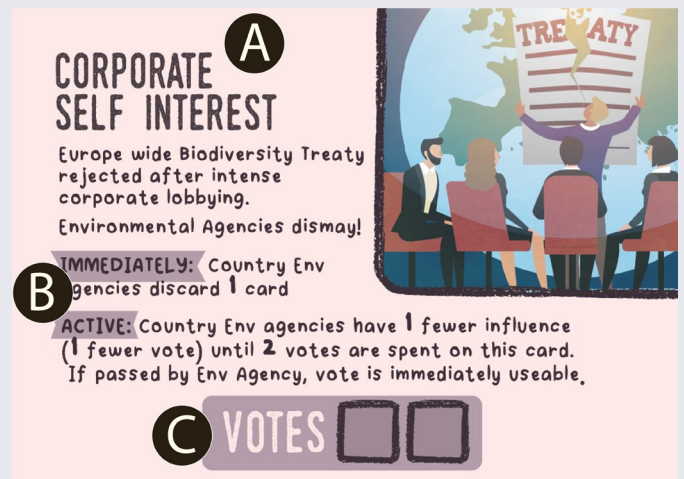 A
CORPORATE
SELF INTEREST
TREATY
Europe wide Biodiversity Treaty
rejected after intense
corporate lobbying.
Environmental Agencies dismay!
IMMEDIATELY: Country Env
B
gencies discard 1 card
ACTIVE: Country Env agencies have 1 fewer influence
(1 fewer vote) until 2 votes are spent on this card.
If passed by Env Agency, vote is immediately useable.
C
VOTES